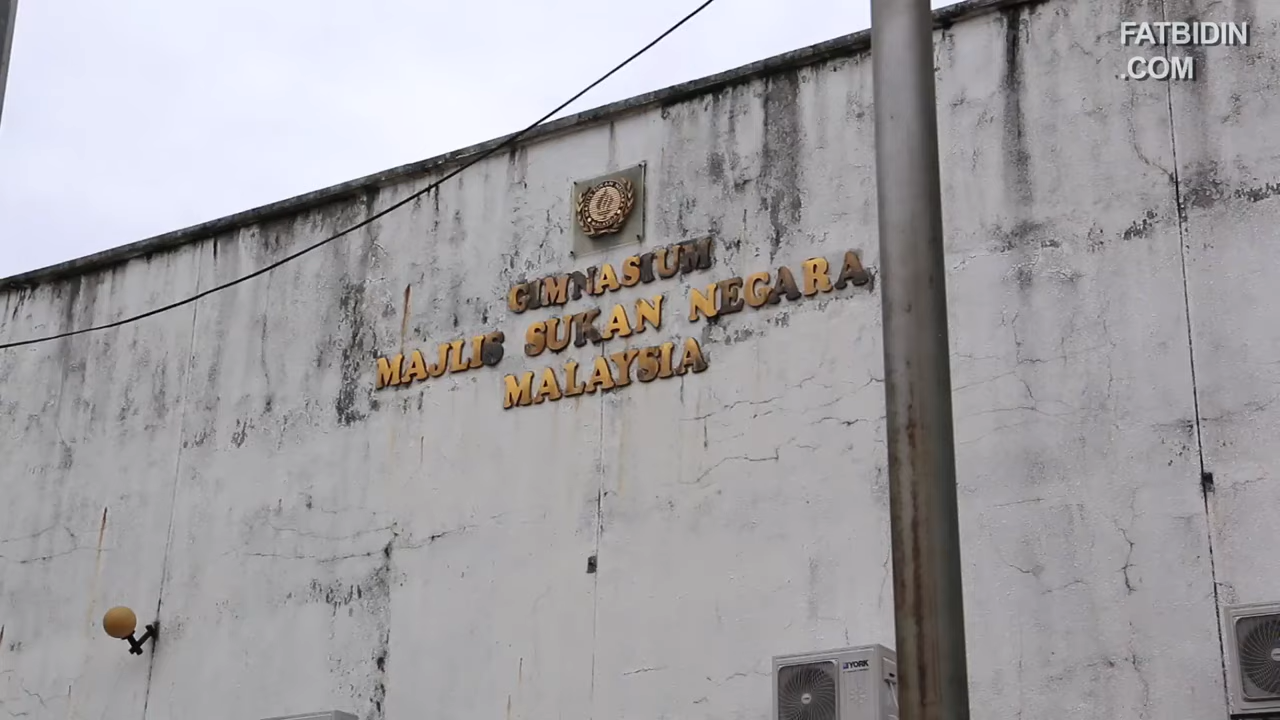 FATBIDIN
.COM
GIMNASIUM
MAJLIS SUKAN NEGARA
MALAYSIA
YORK